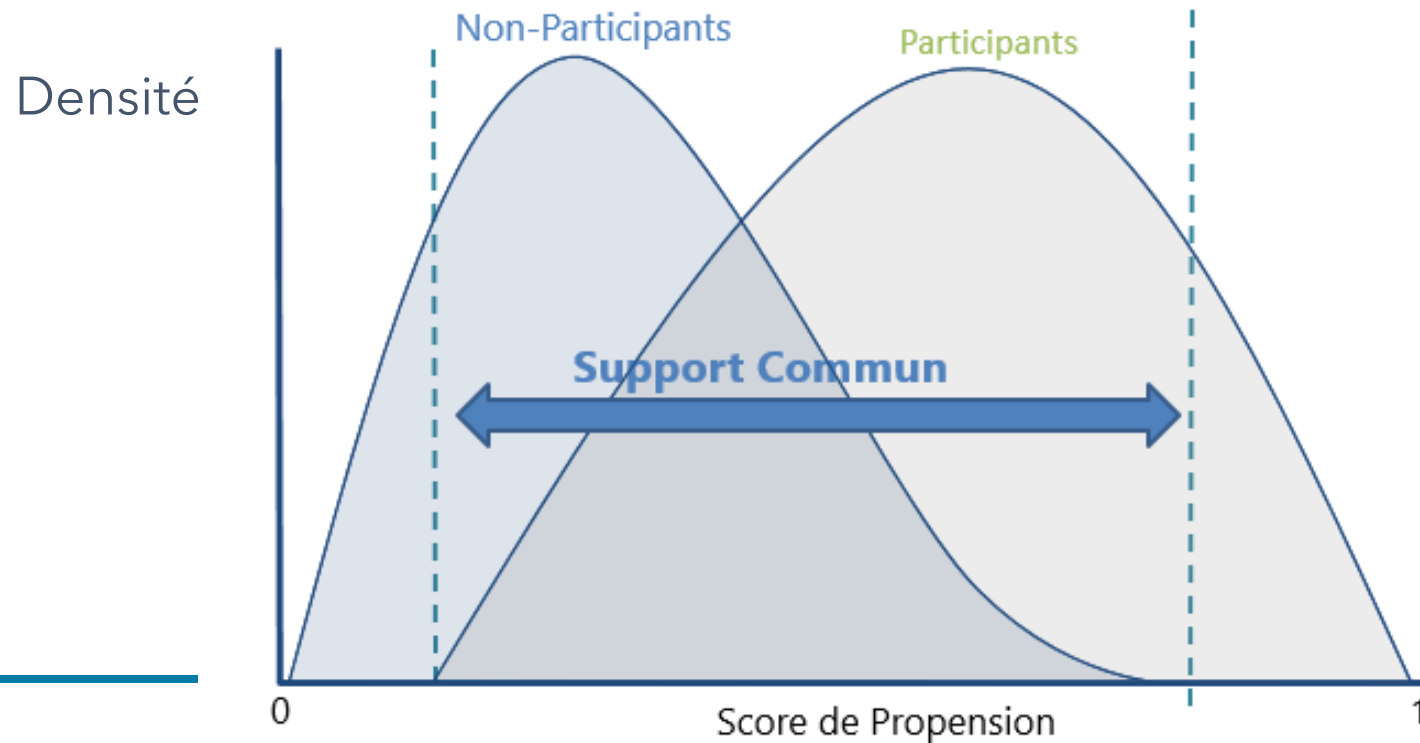 Non-Participants
Participants
Densité
Support Commun
0
Score de Propension
1